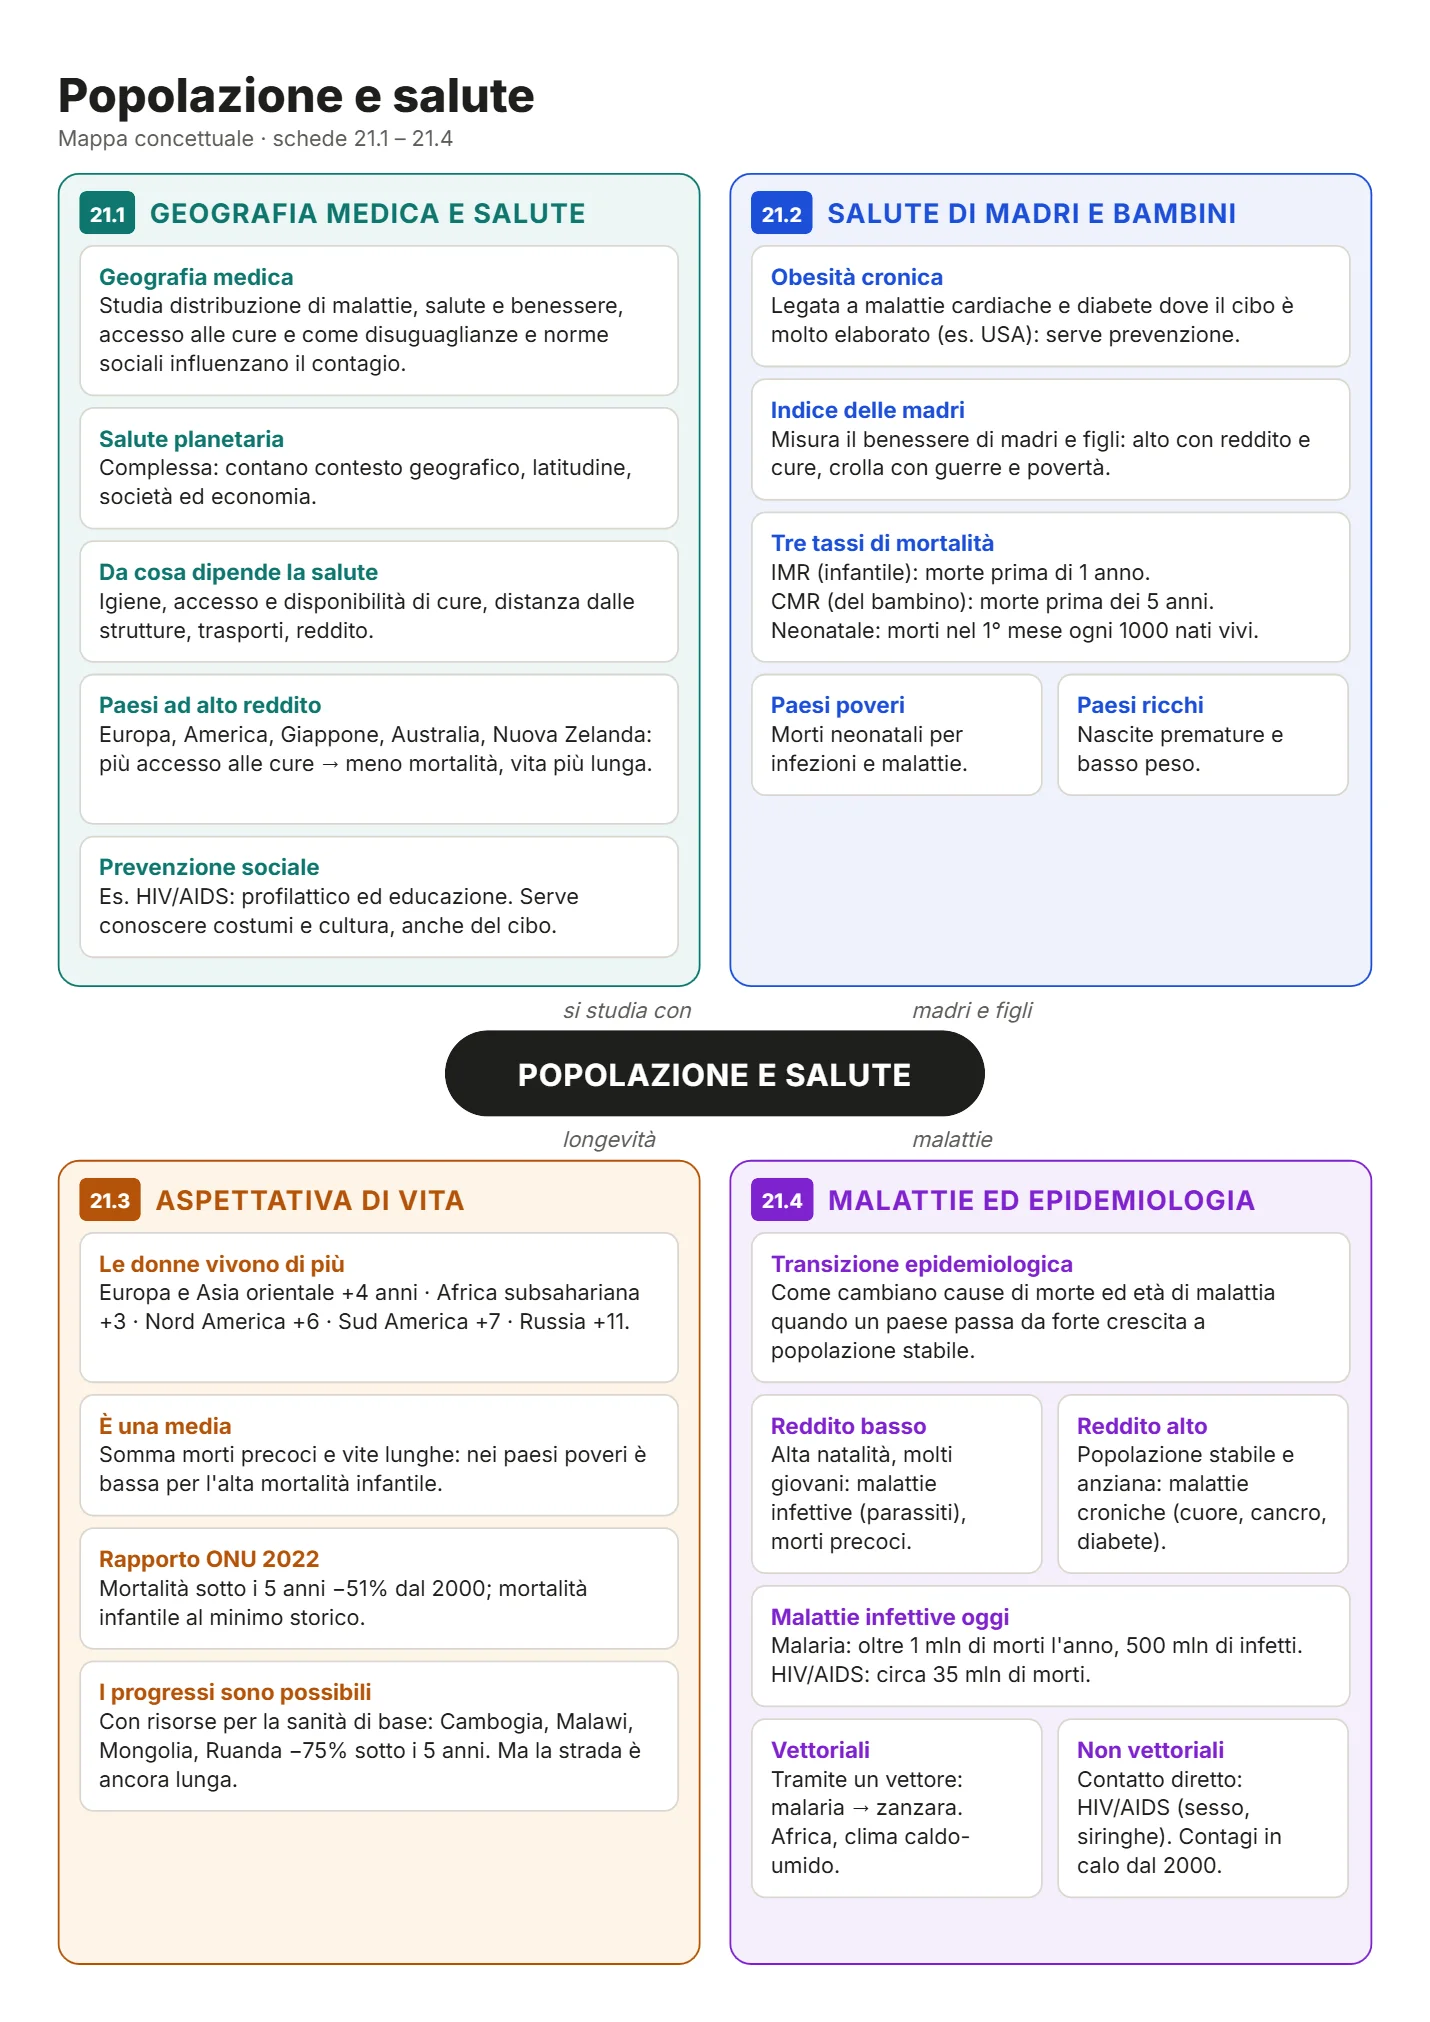 Popolazione e salute
Mappa concettuale · schede 21.1 – 21.4
21.1 GEOGRAFIA MEDICA E SALUTE
Geografia medica
Studia distribuzione di malattie, salute e benessere,
accesso alle cure e come disuguaglianze e norme
sociali influenzano il contagio.
Salute planetaria
Complessa: contano contesto geografico, latitudine,
società ed economia.
Da cosa dipende la salute
Igiene, accesso e disponibilità di cure, distanza dalle
strutture, trasporti, reddito.
Paesi ad alto reddito
Europa, America, Giappone, Australia, Nuova Zelanda:
più accesso alle cure → meno mortalità, vita più lunga.
Prevenzione sociale
Es. HIV/AIDS: profilattico ed educazione. Serve
conoscere costumi e cultura, anche del cibo.
21.2 SALUTE DI MADRI E BAMBINI
Obesità cronica
Legata a malattie cardiache e diabete dove il cibo è
molto elaborato (es. USA): serve prevenzione.
Indice delle madri
Misura il benessere di madri e figli: alto con reddito e
cure, crolla con guerre e povertà.
Tre tassi di mortalità
IMR (infantile): morte prima di 1 anno.
CMR (del bambino): morte prima dei 5 anni.
Neonatale: morti nel 1° mese ogni 1000 nati vivi.
Paesi poveri
Morti neonatali per
infezioni e malattie.
Paesi ricchi
Nascite premature e
basso peso.
si studia con
madri e figli
POPOLAZIONE E SALUTE
longevità
malattie
21.3 ASPETTATIVA DI VITA
Le donne vivono di più
Europa e Asia orientale +4 anni · Africa subsahariana
+3 · Nord America +6 · Sud America +7 · Russia +11.
È una media
Somma morti precoci e vite lunghe: nei paesi poveri è
bassa per l'alta mortalità infantile.
Rapporto ONU 2022
Mortalità sotto i 5 anni −51% dal 2000; mortalità
infantile al minimo storico.
I progressi sono possibili
Con risorse per la sanità di base: Cambogia, Malawi,
Mongolia, Ruanda −75% sotto i 5 anni. Ma la strada è
ancora lunga.
21.4 MALATTIE ED EPIDEMIOLOGIA
Transizione epidemiologica
Come cambiano cause di morte ed età di malattia
quando un paese passa da forte crescita a
popolazione stabile.
Reddito basso
Alta natalità, molti
giovani: malattie
infettive (parassiti),
morti precoci.
Reddito alto
Popolazione stabile e
anziana: malattie
croniche (cuore, cancro,
diabete).
Malattie infettive oggi
Malaria: oltre 1 mln di morti l'anno, 500 mln di infetti.
HIV/AIDS: circa 35 mln di morti.
Vettoriali
Tramite un vettore:
malaria → zanzara.
Africa, clima caldo-
umido.
Non vettoriali
Contatto diretto:
HIV/AIDS (sesso,
siringhe). Contagi in
calo dal 2000.